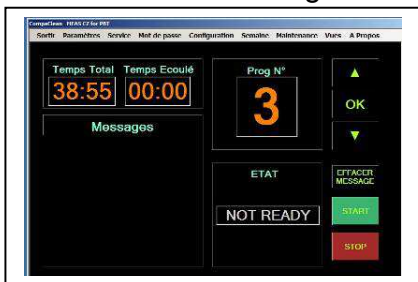 CompaClean MEAS C2 for PBT
Sortir Paramètres Service Mot de passe Configuration Semaine Maintenance Vues A Propos
Temps Total Temps Ecoulé
38:55 00:00
Messages
Prog N°
3
OK
ETAT
NOT READY
EFFACER
MESSAGE
START
STOP